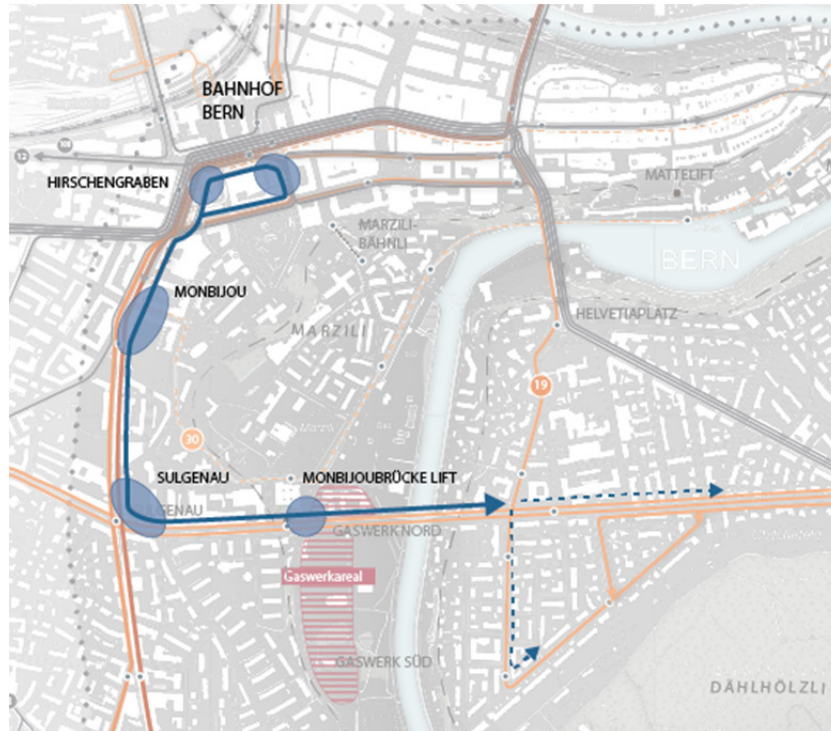 BAHNHOF
BERN
12
HIRSCHENGRABEN
MATTELIFT
MARZILI-
BÄHNLI
BERN
MONBIJOU
HELVETIAPLATZ
MARZILI
19
30
SULGENAU
MONBIJOUBRÜCKE LIFT
GENAU
GASWERK NORD
Gaswerkareal
GASWERK SÜD
DÄHLHÖLZLI